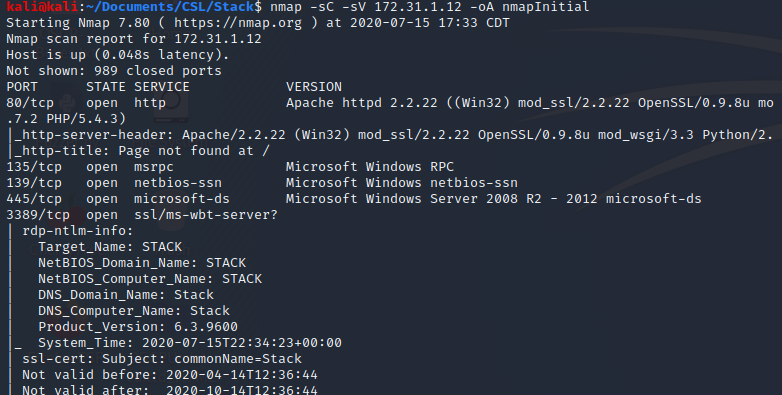 kali@kali:~/Documents/CSL/Stack$ nmap -sC -sV 172.31.1.12 -oA nmapInitial
Starting Nmap 7.80 ( https://nmap.org ) at 2020-07-15 17:33 CDT
Nmap scan report for 172.31.1.12
Host is up (0.048s latency).
Not shown: 989 closed ports
PORT     STATE SERVICE            VERSION
80/tcp   open  http               Apache httpd 2.2.22 ((Win32) mod_ssl/2.2.22 OpenSSL/0.9.8u mo
.7.2 PHP/5.4.3)
|_http-server-header: Apache/2.2.22 (Win32) mod_ssl/2.2.22 OpenSSL/0.9.8u mod_wsgi/3.3 Python/2.
|_http-title: Page not found at /
135/tcp  open  msrpc              Microsoft Windows RPC
139/tcp  open  netbios-ssn        Microsoft Windows netbios-ssn
445/tcp  open  microsoft-ds       Microsoft Windows Server 2008 R2 - 2012 microsoft-ds
3389/tcp open  ssl/ms-wbt-server?
| rdp-ntlm-info:
|   Target_Name: STACK
|   NetBIOS_Domain_Name: STACK
|   NetBIOS_Computer_Name: STACK
|   DNS_Domain_Name: Stack
|   DNS_Computer_Name: Stack
|   Product_Version: 6.3.9600
|_  System_Time: 2020-07-15T22:34:23+00:00
| ssl-cert: Subject: commonName=Stack
| Not valid before: 2020-04-14T12:36:44
| Not valid after:  2020-10-14T12:36:44